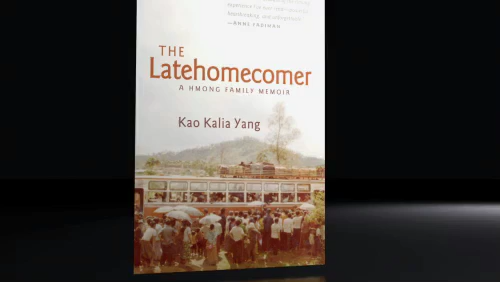 —ANNE FADIMAN
THE
Latehomecomer
A HMONG FAMILY MEMOIR
Kao Kalia Yang